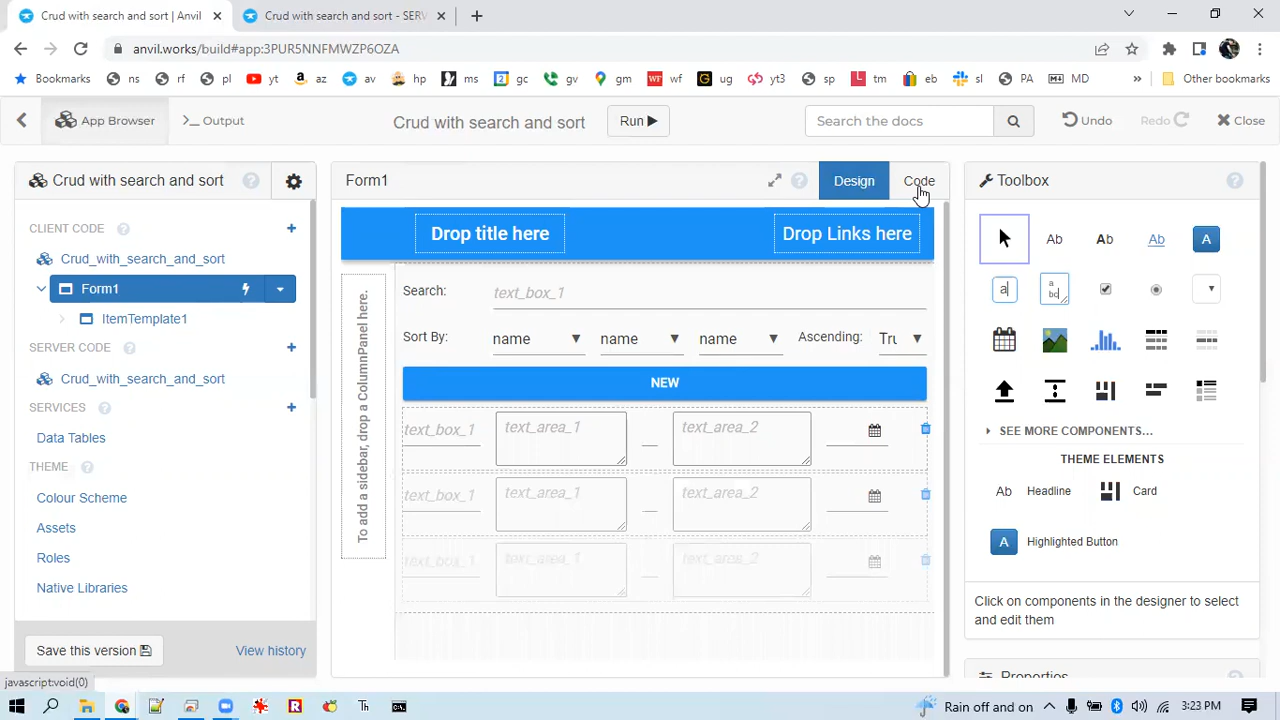 Crud with search and sort | Anvil
Crud with search and sort - SERV
anvil.works/build#app:3PUR5NNFMWZP6OZA
Bookmarks ns rf pl yt az av hp ms gc gv gm wf ug yt3 sp tm eb sl PA MD » Other bookmarks
App Browser
Output
Crud with search and sort
Run
Search the docs
Undo
Redo
Close
Crud with search and sort
CLIENT CODE
Crud_with_search_and_sort
Form1
ItemTemplate1
SERVER CODE
Crud_with_search_and_sort
SERVICES
Data Tables
THEME
Colour Scheme
Assets
Roles
Native Libraries
Save this version
View history
javascript:void(0)
Form1
Design
Code
Drop title here
Drop Links here
To add a sidebar, drop a ColumnPanel here.
Search: text_box_1
Sort By: name name name Ascending: Tru
NEW
text_box_1 text_area_1 text_area_2
text_box_1 text_area_1 text_area_2
text_box_1 text_area_1 text_area_2
Toolbox
Ab Ab Ab A
a a bc
SEE MORE COMPONENTS...
THEME ELEMENTS
Ab Headline Card
A Highlighted Button
Click on components in the designer to select
and edit them
Properties
Th
Rain off and on
3:23 PM